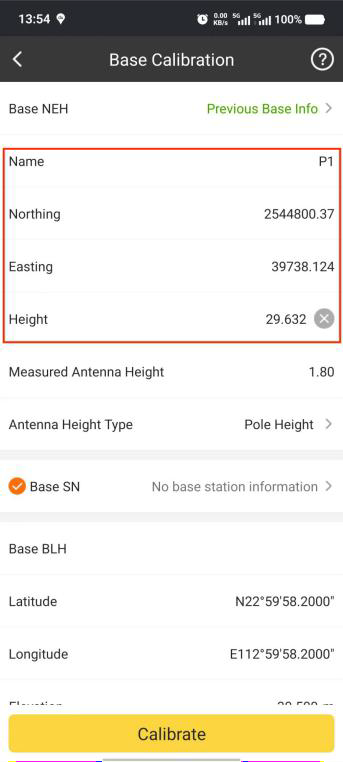 13:54 0.00 KB/s 5G 5G 100%
Base Calibration ?
Base NEH Previous Base Info >
Name P1
Northing 2544800.37
Easting 39738.124
Height 29.632
Measured Antenna Height 1.80
Antenna Height Type Pole Height >
Base SN No base station information >
Base BLH
Latitude N22°59'58.2000"
Longitude E112°59'58.2000"
Calibrate